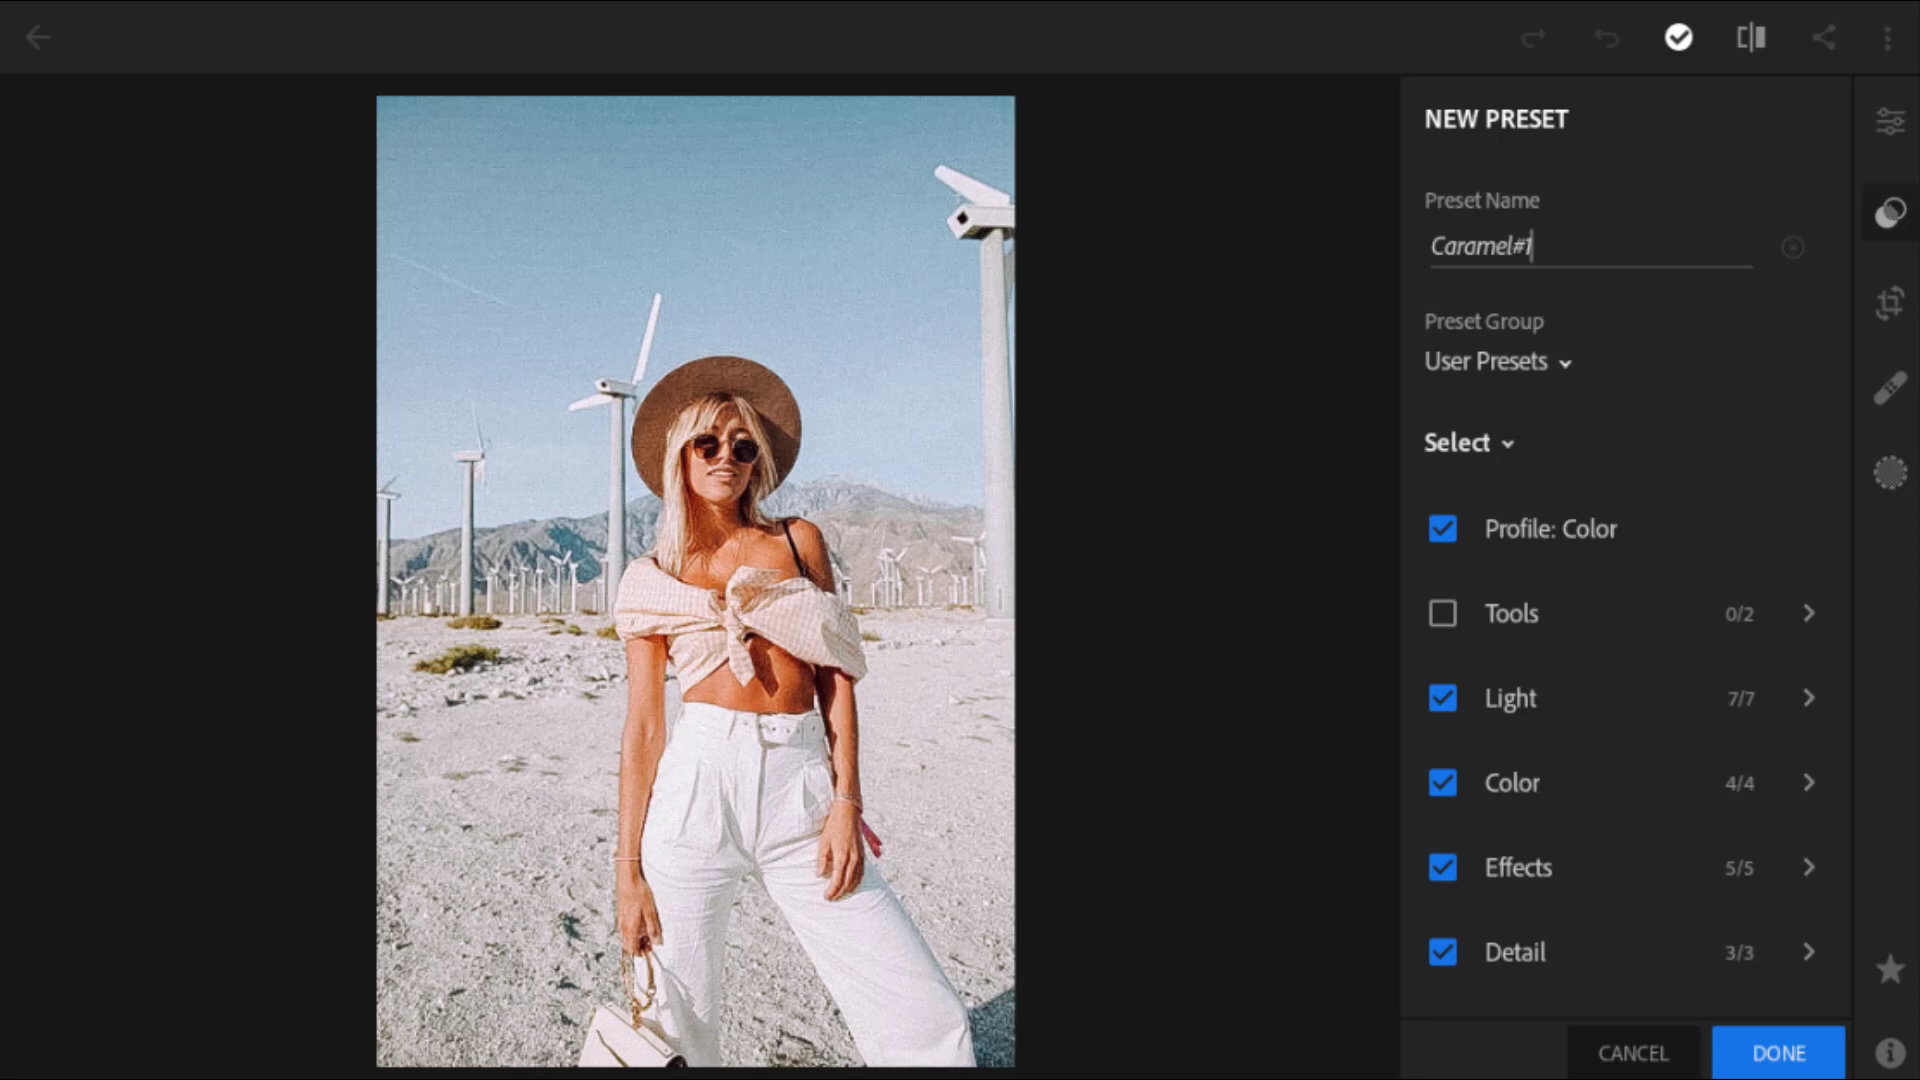 NEW PRESET
Preset Name
Caramel#1
Preset Group
User Presets
Select
Profile: Color
Tools 0/2
Light 7/7
Color 4/4
Effects 5/5
Detail 3/3
CANCEL DONE